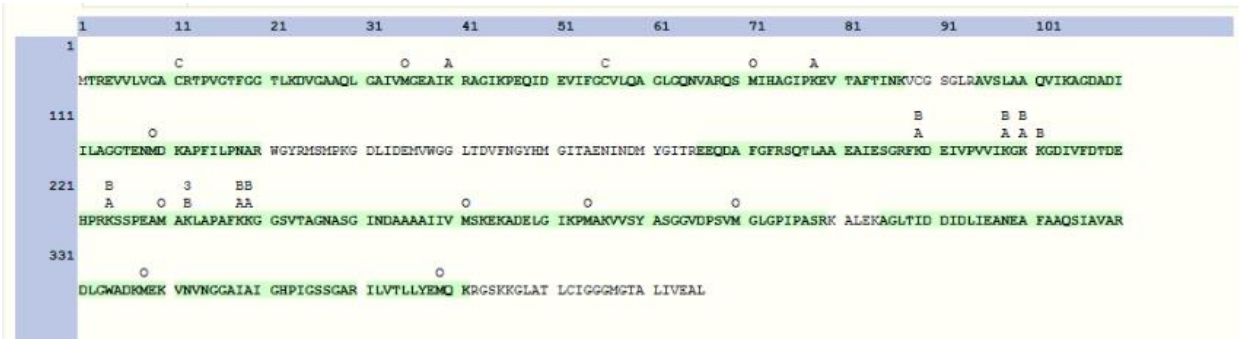 1 11 21 31 41 51 61 71 81 91 101
1
C O A C O A
MTREVVLVGA CRTPVGTFGG TLKDVGAAQL GAIVMGEAIK RAGIKPEQID EVIFGCVLQA GLGQNVARQS MIHAGIPKEV TAFTINKVCG SGLRAVSLAA QVIKAGDADI
111 B B B
O A A A B
ILAGGTENMD KAPFILPNAR WGYRMSMPKG DLIDEMVWGG LTDVFNGYHM GITAENINDM YGITREEQDA FGFRSQTLAA EAIESGRFKD EIVPVVIKGK KGDIVFDTDE
221 B 3 BB
A O B AA O O O
HPRKSSPEAM AKLAPAFKKG GSVTAGNASG INDAAAAIIV MSKEKADELG IKPMAKVVSY ASGGVDPSVM GLGPIPASRK ALEKAGLTID DIDLIEANEA FAAQSIAVAR
331
O O
DLGWADKMEK VNVNGGAIAI GHPIGSSGAR ILVTLLYEMQ KRGSKKGLAT LCIGGGMGTA LIVEAL